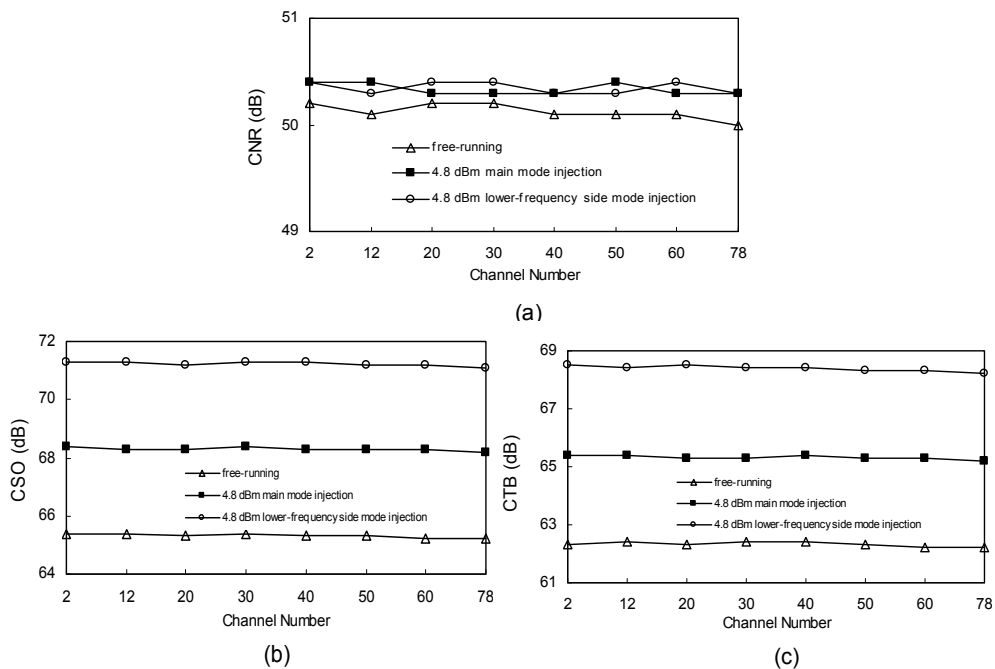 51
50
49
CNR (dB)
free-running
4.8 dBm main mode injection
4.8 dBm lower-frequency side mode injection
2 12 20 30 40 50 60 78
Channel Number
(a)
72
70
68
66
64
CSO (dB)
free-running
4.8 dBm main mode injection
4.8 dBm lower-frequency side mode injection
2 12 20 30 40 50 60 78
Channel Number
(b)
69
67
65
63
61
CTB (dB)
free-running
4.8 dBm main mode injection
4.8 dBm lower-frequency side mode injection
2 12 20 30 40 50 60 78
Channel Number
(c)